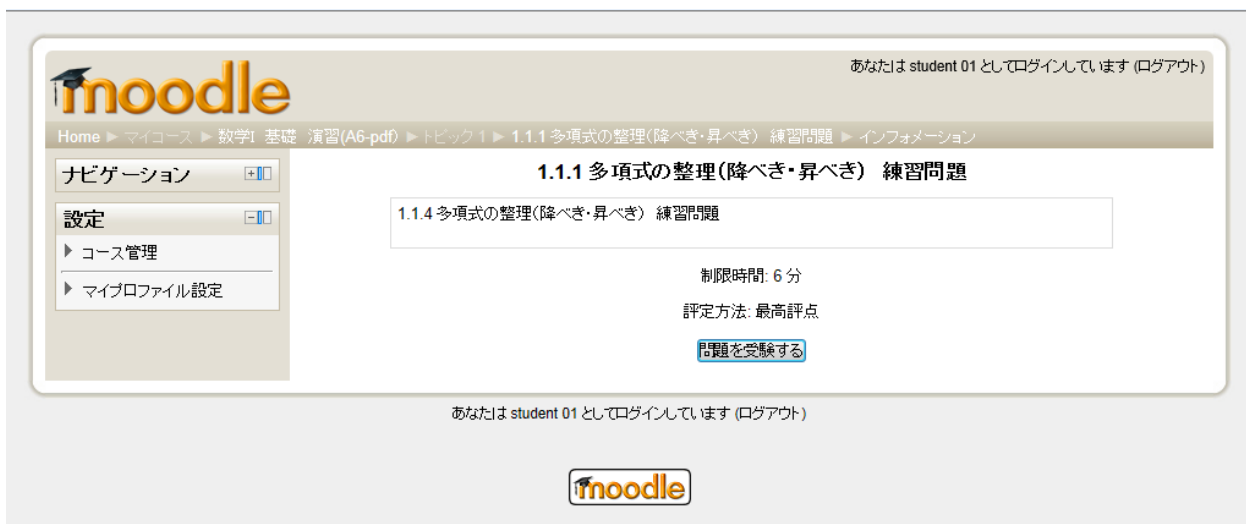 moodle
あなたは student 01 としてログインしています (ログアウト)
Home ► マイコース ► 数学I 基礎 演習(A6-pdf) ► トピック 1 ► 1.1.1 多項式の整理(降べき・昇べき) 練習問題 ► インフォメーション
ナビゲーション
設定
コース管理
マイプロファイル設定
1.1.1 多項式の整理(降べき・昇べき) 練習問題
1.1.4 多項式の整理(降べき・昇べき) 練習問題
制限時間: 6 分
評定方法: 最高評点
問題を受験する
あなたは student 01 としてログインしています (ログアウト)
moodle